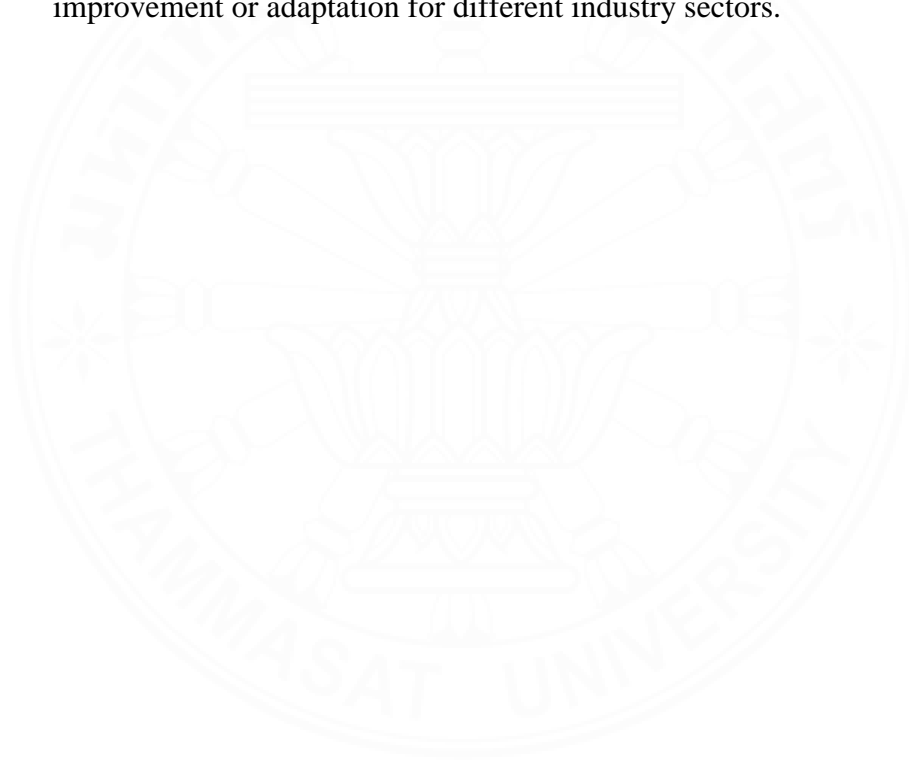 improvement or adaptation for different industry sectors.
THAMMASAT UNIVERSITY